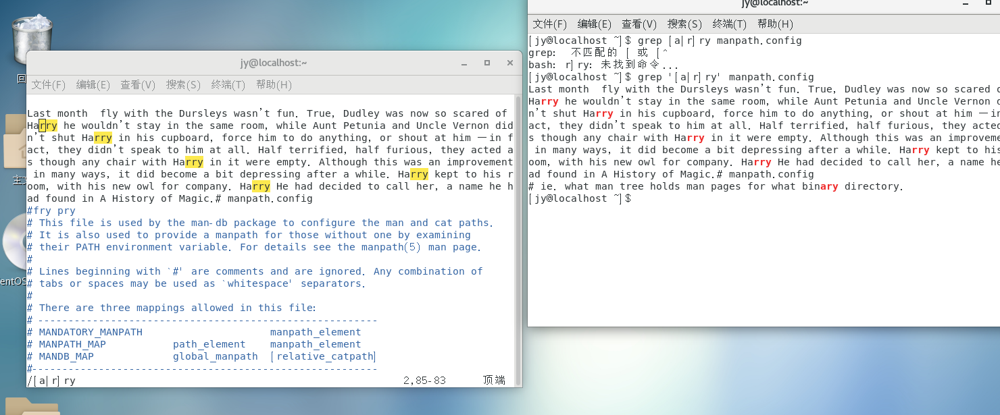 回
主文
entOS
jy@localhost:~
文件(F) 编辑(E) 查看(V) 搜索(S) 终端(T) 帮助(H)
Last month  fly with the Dursleys wasn't fun. True, Dudley was now so scared of
Harry he wouldn't stay in the same room, while Aunt Petunia and Uncle Vernon did
n't shut Harry in his cupboard, force him to do anything, or shout at him —in f
act, they didn't speak to him at all. Half terrified, half furious, they acted a
s though any chair with Harry in it were empty. Although this was an improvement
 in many ways, it did become a bit depressing after a while. Harry kept to his r
oom, with his new owl for company. Harry He had decided to call her, a name he h
ad found in A History of Magic.# manpath.config
#fry pry
# This file is used by the man-db package to configure the man and cat paths.
# It is also used to provide a manpath for those without one by examining
# their PATH environment variable. For details see the manpath(5) man page.
#
# Lines beginning with `#' are comments and are ignored. Any combination of
# tabs or spaces may be used as `whitespace' separators.
#
# There are three mappings allowed in this file:
# --------------------------------------------------------
# MANDATORY_MANPATH                     manpath_element
# MANPATH_MAP           path_element    manpath_element
# MANDB_MAP             global_manpath  [relative_catpath]
#---------------------------------------------------------
/[a|r]ry 2,85-83 顶端
jy@localhost:~
文件(F) 编辑(E) 查看(V) 搜索(S) 终端(T) 帮助(H)
[jy@localhost ~]$ grep [a|r]ry manpath.config
grep: 不匹配的 [ 或 [^
bash: r]ry: 未找到命令...
[jy@localhost ~]$ grep '[a|r]ry' manpath.config
Last month  fly with the Dursleys wasn't fun. True, Dudley was now so scared o
Harry he wouldn't stay in the same room, while Aunt Petunia and Uncle Vernon d
n't shut Harry in his cupboard, force him to do anything, or shout at him —in
act, they didn't speak to him at all. Half terrified, half furious, they acted
s though any chair with Harry in it were empty. Although this was an improveme
 in many ways, it did become a bit depressing after a while. Harry kept to his
oom, with his new owl for company. Harry He had decided to call her, a name he
ad found in A History of Magic.# manpath.config
# ie. what man tree holds man pages for what binary directory.
[jy@localhost ~]$